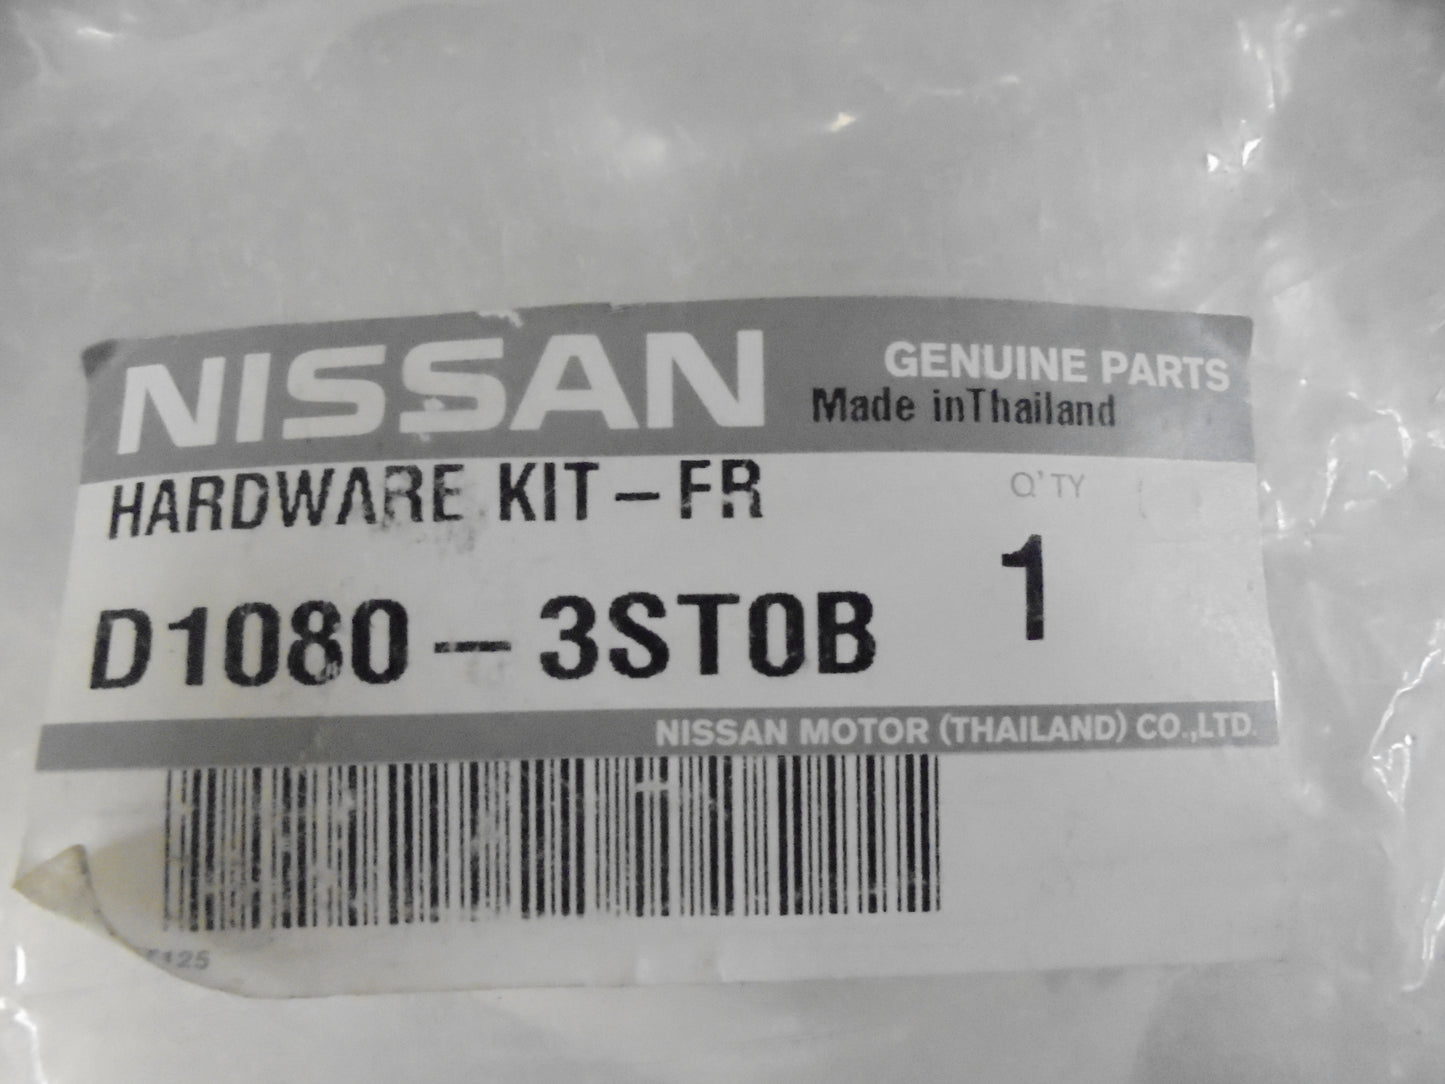 NISSAN
GENUINE PARTS
Made inThailand
HARDWARE KIT-FR
Q'TY
D1080-3ST0B
1
NISSAN MOTOR (THAILAND) CO.,LTD.